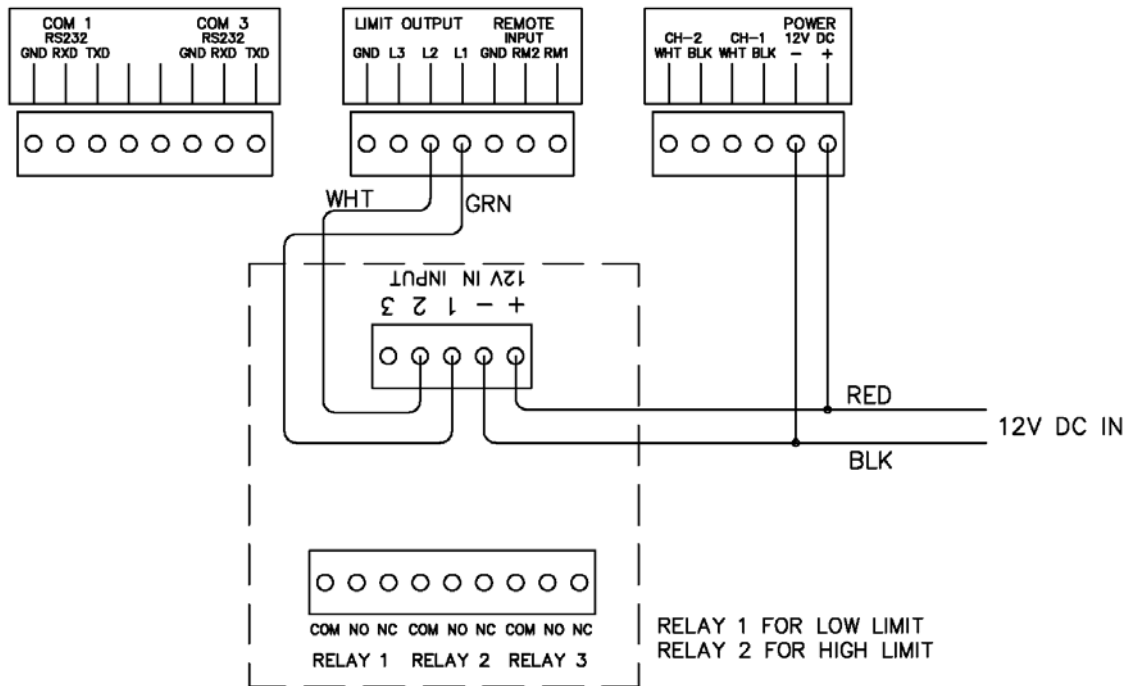 COM 1
RS232
GND RXD TXD
COM 3
RS232
GND RXD TXD
LIMIT OUTPUT
GND L3 L2 L1
REMOTE
INPUT
GND RM2 RM1
CH-2
WHT BLK
CH-1
WHT BLK
POWER
12V DC
- +
WHT
GRN
12V IN INPUT
3 2 1 - +
RED
12V DC IN
BLK
COM NO NC COM NO NC COM NO NC
RELAY 1 RELAY 2 RELAY 3
RELAY 1 FOR LOW LIMIT
RELAY 2 FOR HIGH LIMIT